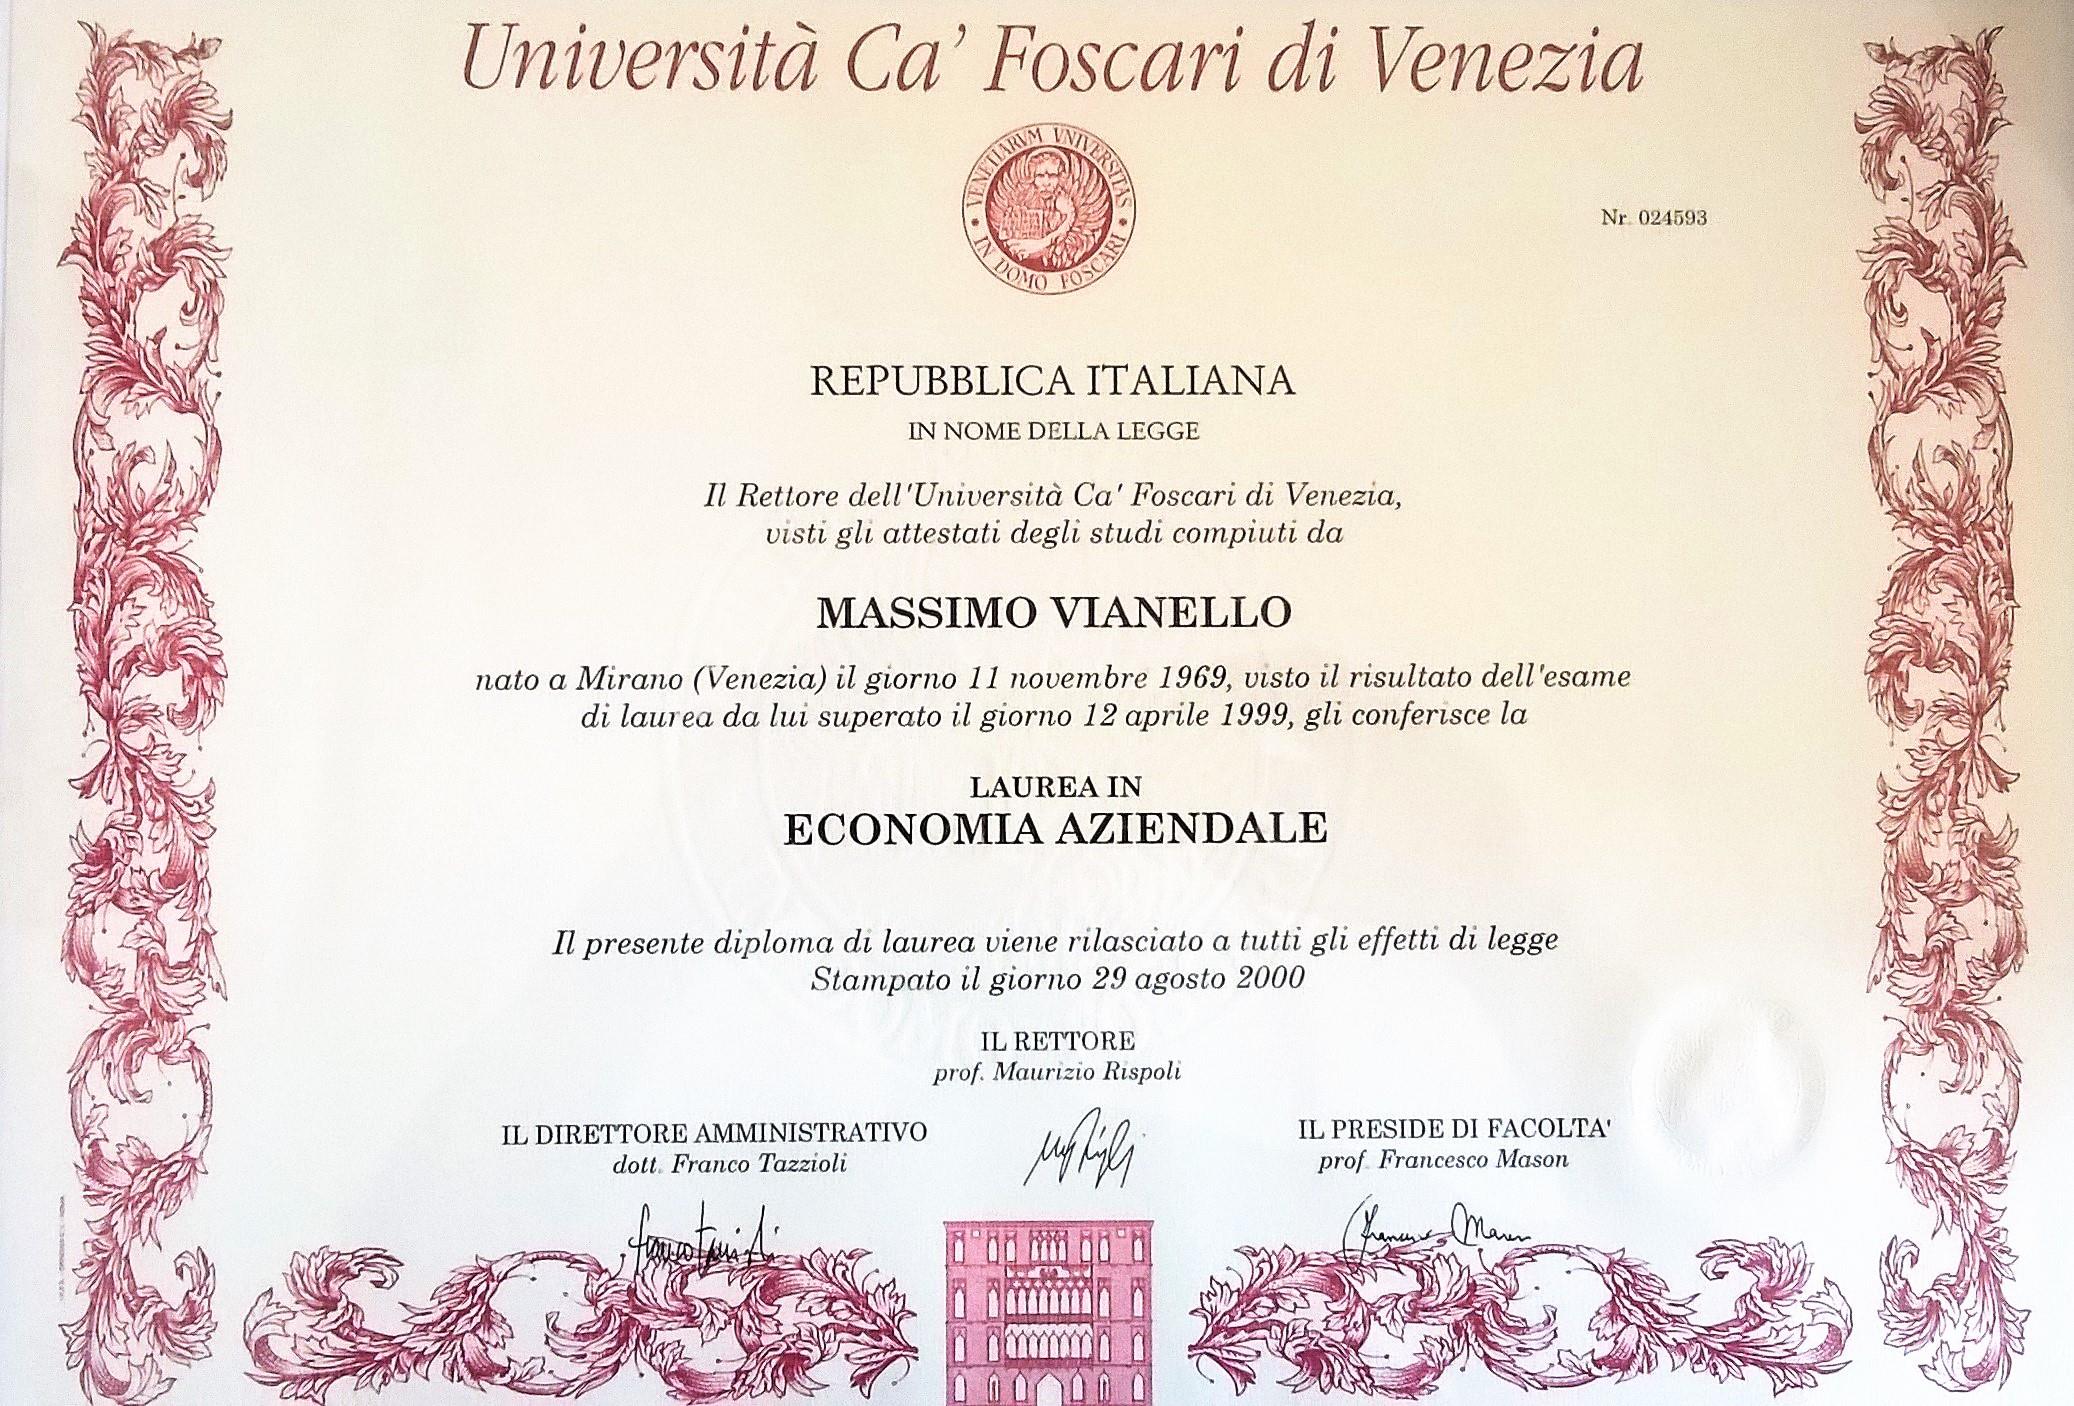 Università Ca' Foscari di Venezia
VENETIARVM VNIVERSITAS
IN DOMO FOSCARI
Nr. 024593
REPUBBLICA ITALIANA
IN NOME DELLA LEGGE
Il Rettore dell'Università Ca' Foscari di Venezia,
visti gli attestati degli studi compiuti da
MASSIMO VIANELLO
nato a Mirano (Venezia) il giorno 11 novembre 1969, visto il risultato dell'esame
di laurea da lui superato il giorno 12 aprile 1999, gli conferisce la
LAUREA IN
ECONOMIA AZIENDALE
Il presente diploma di laurea viene rilasciato a tutti gli effetti di legge
Stampato il giorno 29 agosto 2000
IL RETTORE
prof. Maurizio Rispoli
IL DIRETTORE AMMINISTRATIVO
dott. Franco Tazzioli
IL PRESIDE DI FACOLTA'
prof. Francesco Mason